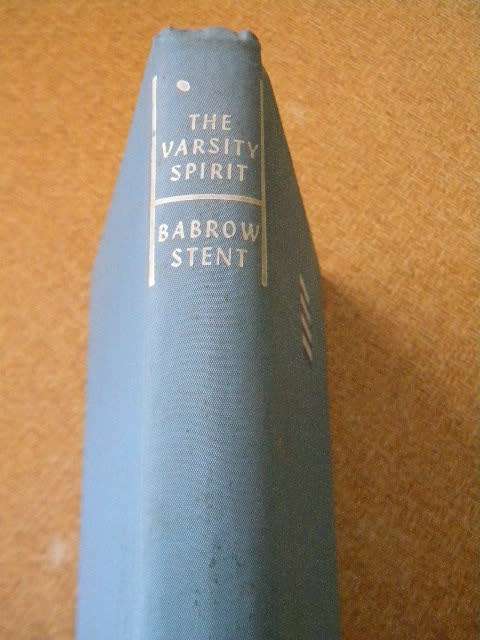 THE
VARSITY
SPIRIT
BABROW
STENT